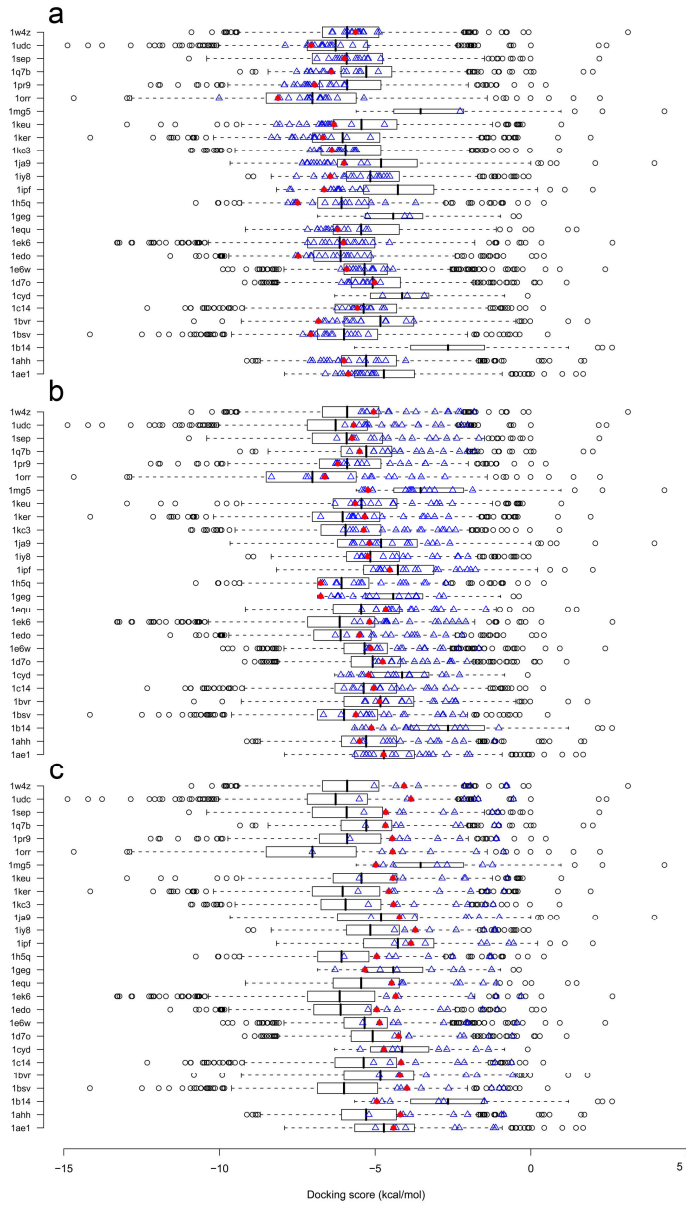 a
1w4z
1udc
1sep
1q7b
1pr9
1orr
1mg5
1keu
1ker
1kc3
1ja9
1iy8
1ipf
1h5q
1geg
1equ
1ek6
1edo
1e6w
1d7o
1cyd
1c14
1bvr
1bsv
1b14
1ahh
1ae1
b
1w4z
1udc
1sep
1q7b
1pr9
1orr
1mg5
1keu
1ker
1kc3
1ja9
1iy8
1ipf
1h5q
1geg
1equ
1ek6
1edo
1e6w
1d7o
1cyd
1c14
1bvr
1bsv
1b14
1ahh
1ae1
c
1w4z
1udc
1sep
1q7b
1pr9
1orr
1mg5
1keu
1ker
1kc3
1ja9
1iy8
1ipf
1h5q
1geg
1equ
1ek6
1edo
1e6w
1d7o
1cyd
1c14
1bvr
1bsv
1b14
1ahh
1ae1
−15 −10 −5 0 5
Docking score (kcal/mol)